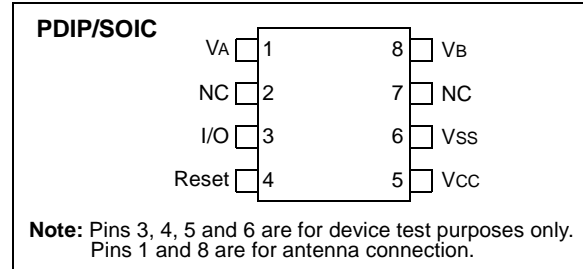 PDIP/SOIC
VA 1 8 VB
NC 2 7 NC
I/O 3 6 VSS
Reset 4 5 VCC
Note: Pins 3, 4, 5 and 6 are for device test purposes only.
Pins 1 and 8 are for antenna connection.